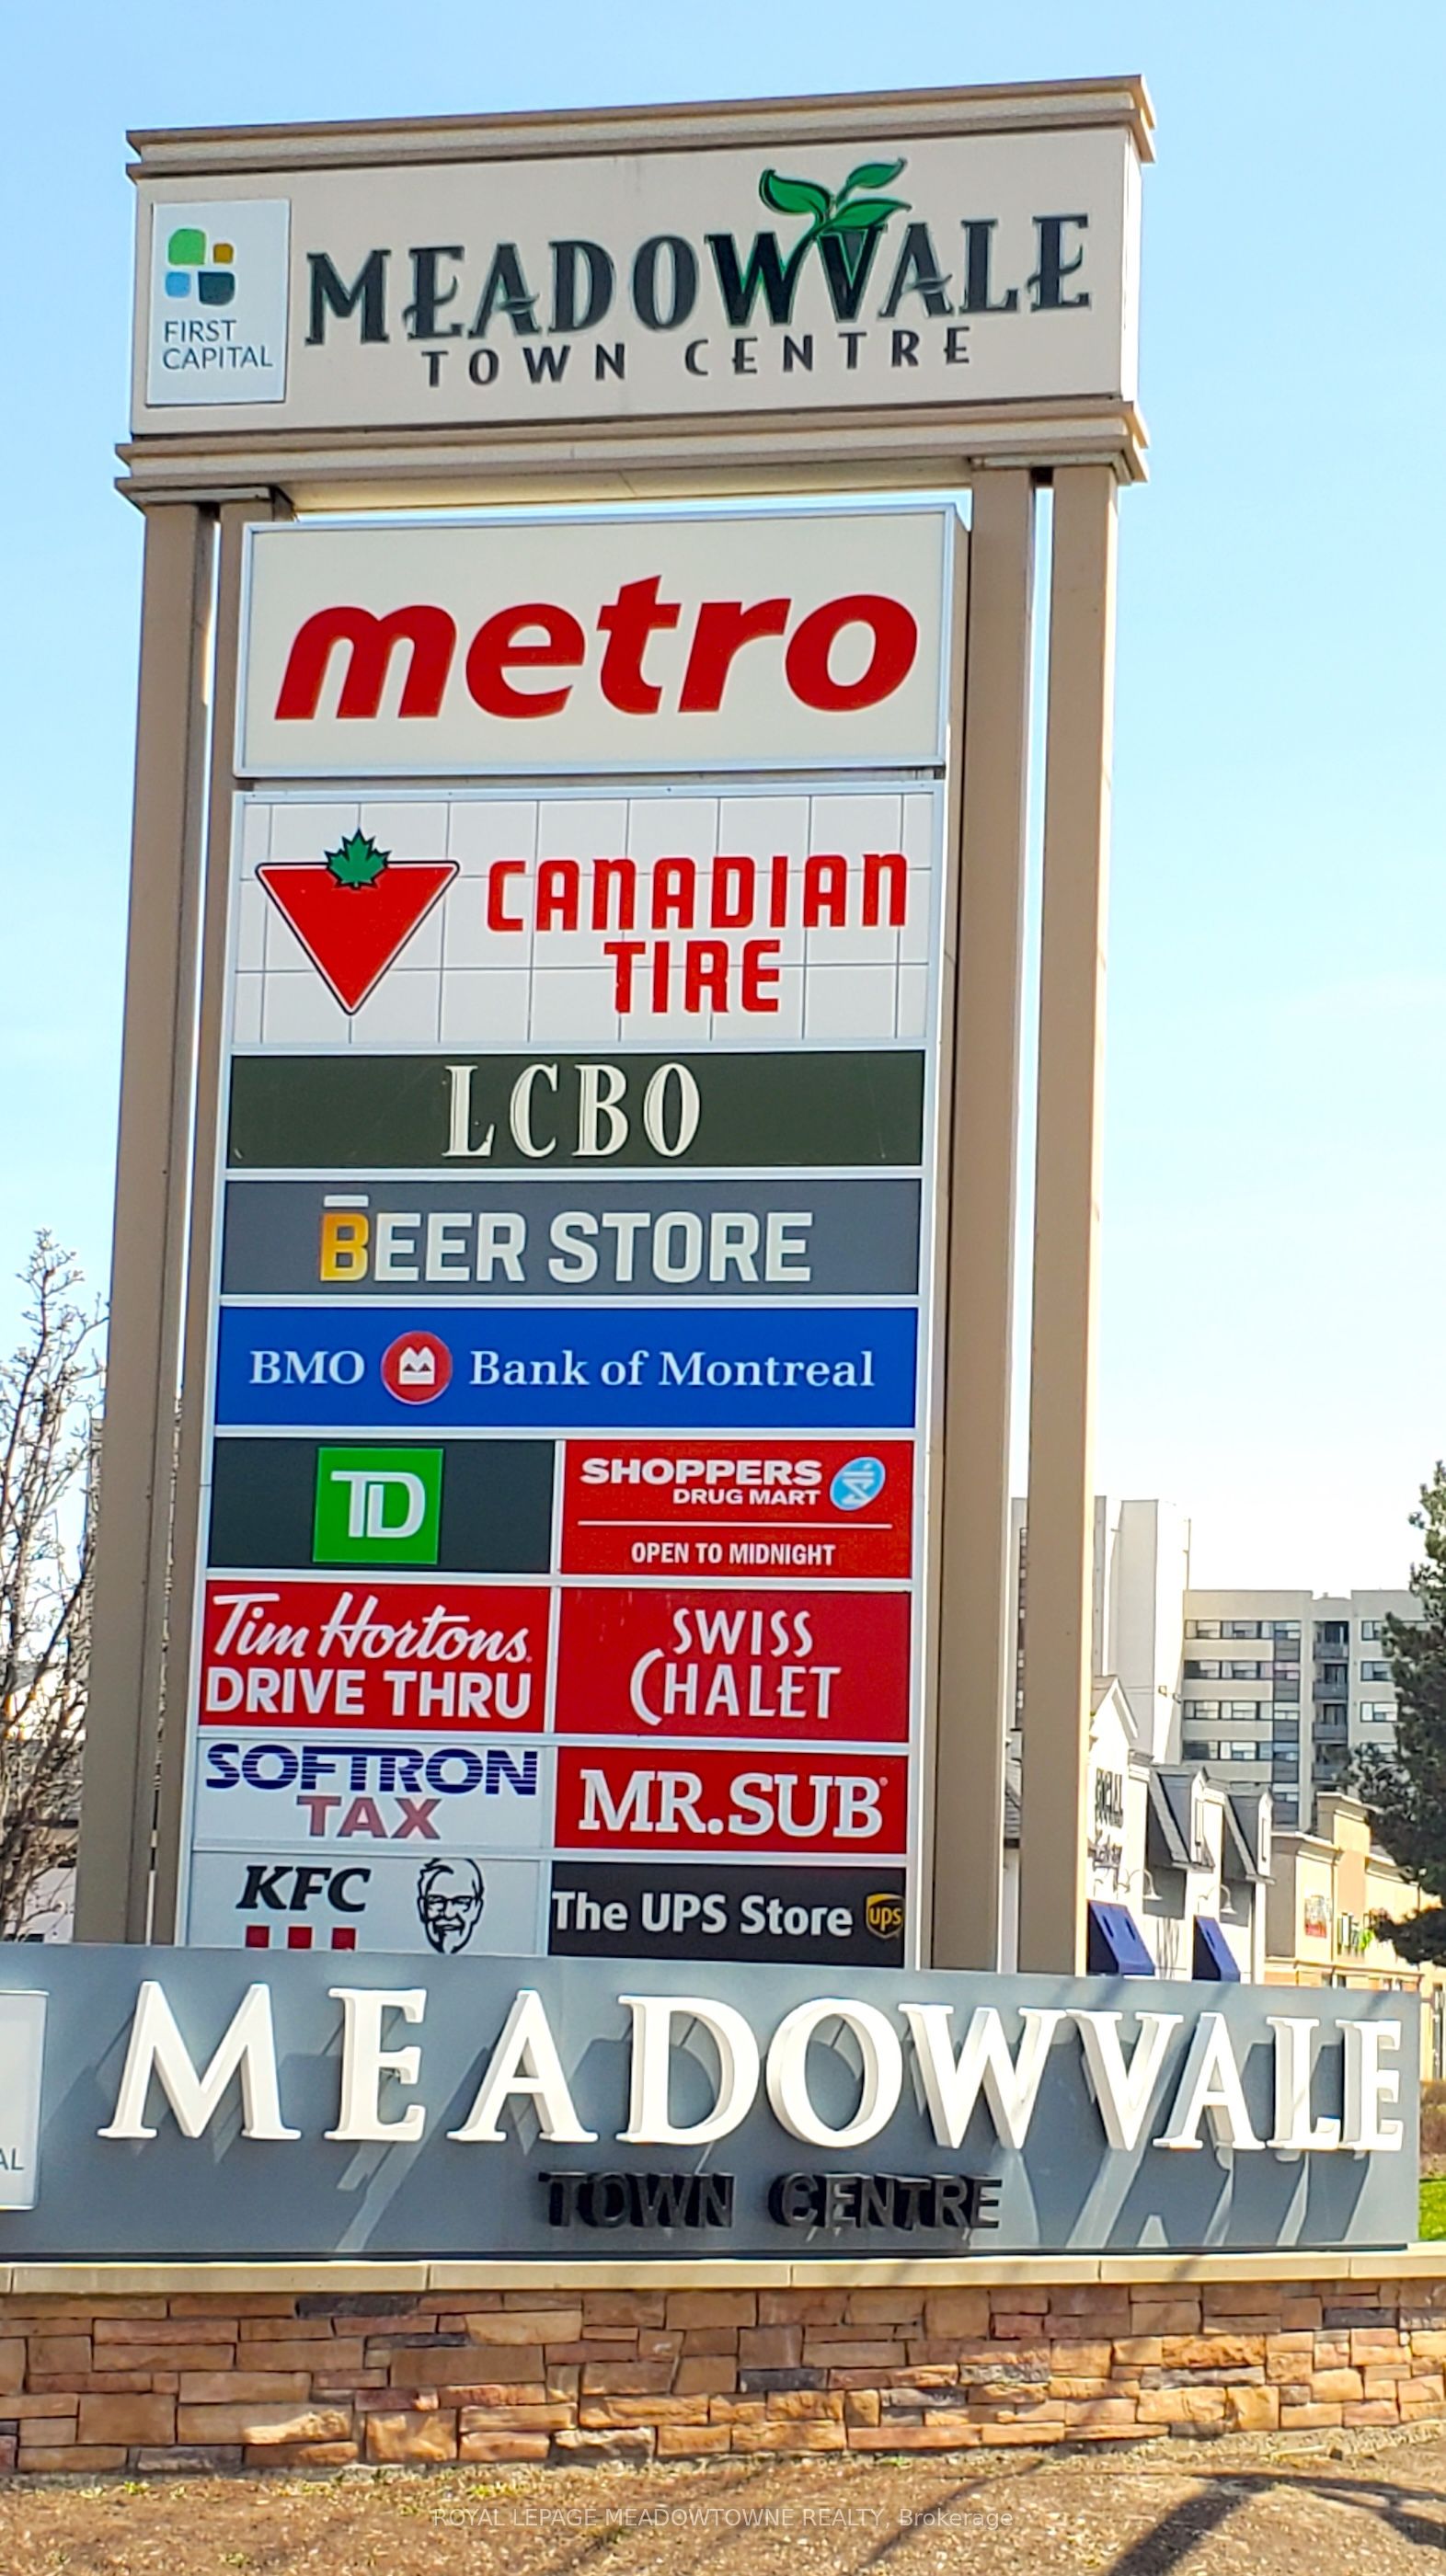 FIRST
CAPITAL
MEADOWVALE
TOWN CENTRE
metro
CANADIAN
TIRE
LCBO
BEER STORE
BMO Bank of Montreal
TD
SHOPPERS
DRUG MART
OPEN TO MIDNIGHT
Tim Hortons
DRIVE THRU
SWISS
CHALET
SOFTRON
TAX
MR.SUB
KFC
The UPS Store ups
MEADOWVALE
AL
TOWN CENTRE
ROYAL LEPAGE MEADOWTOWNE REALTY, Brokerage